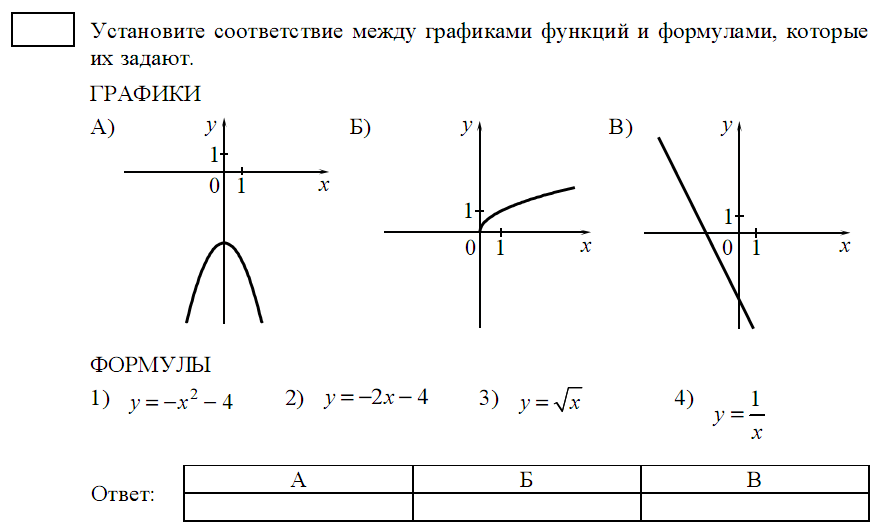 Установите соответствие между графиками функций и формулами, которые
их задают.
ГРАФИКИ
А) y 1 0 1 x
Б) y 1 0 1 x
В) y 1 0 1 x
ФОРМУЛЫ
1) y = −x² − 4 2) y = −2x − 4 3) y = √x 4) y = 1/x
Ответ:
А Б В